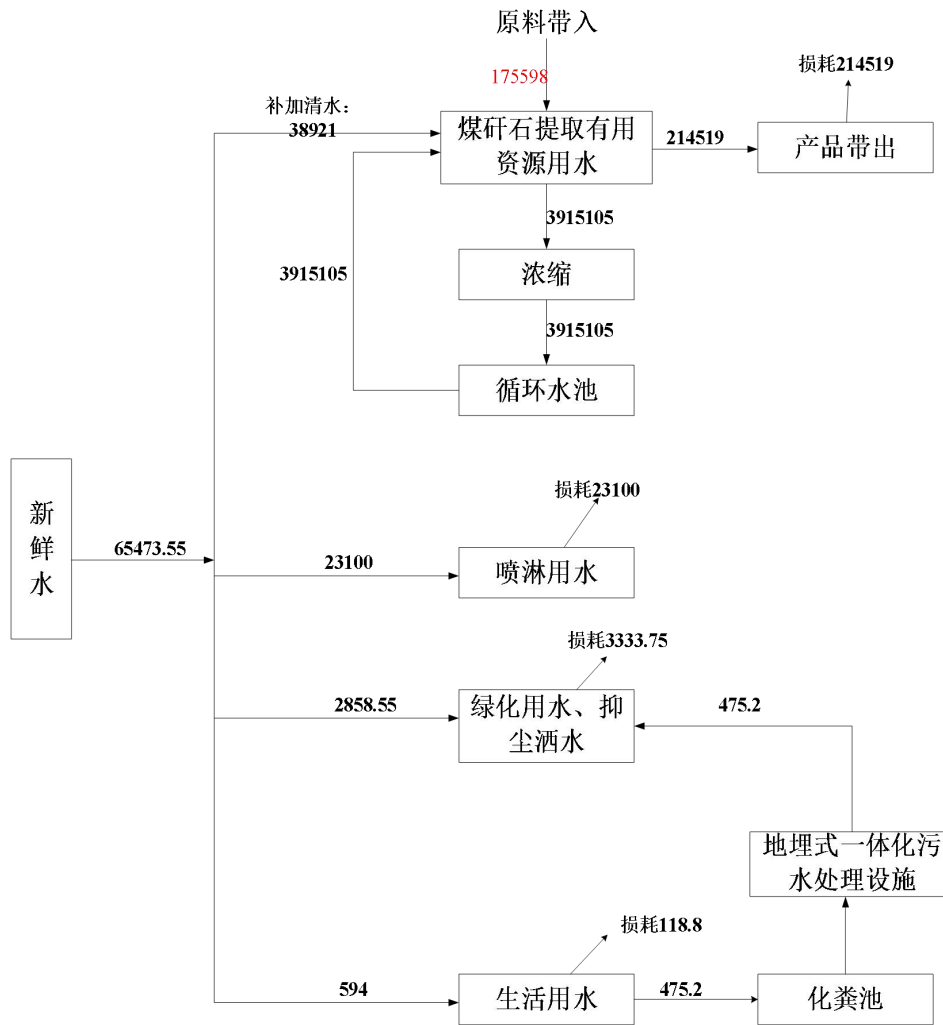 原料带入
175598
损耗214519
补加清水：
38921
煤矸石提取有用
资源用水
214519
产品带出
3915105
3915105
浓缩
3915105
循环水池
新
鲜
水
65473.55
损耗23100
23100
喷淋用水
损耗3333.75
2858.55
绿化用水、抑
尘洒水
475.2
地埋式一体化污
水处理设施
损耗118.8
594
生活用水
475.2
化粪池